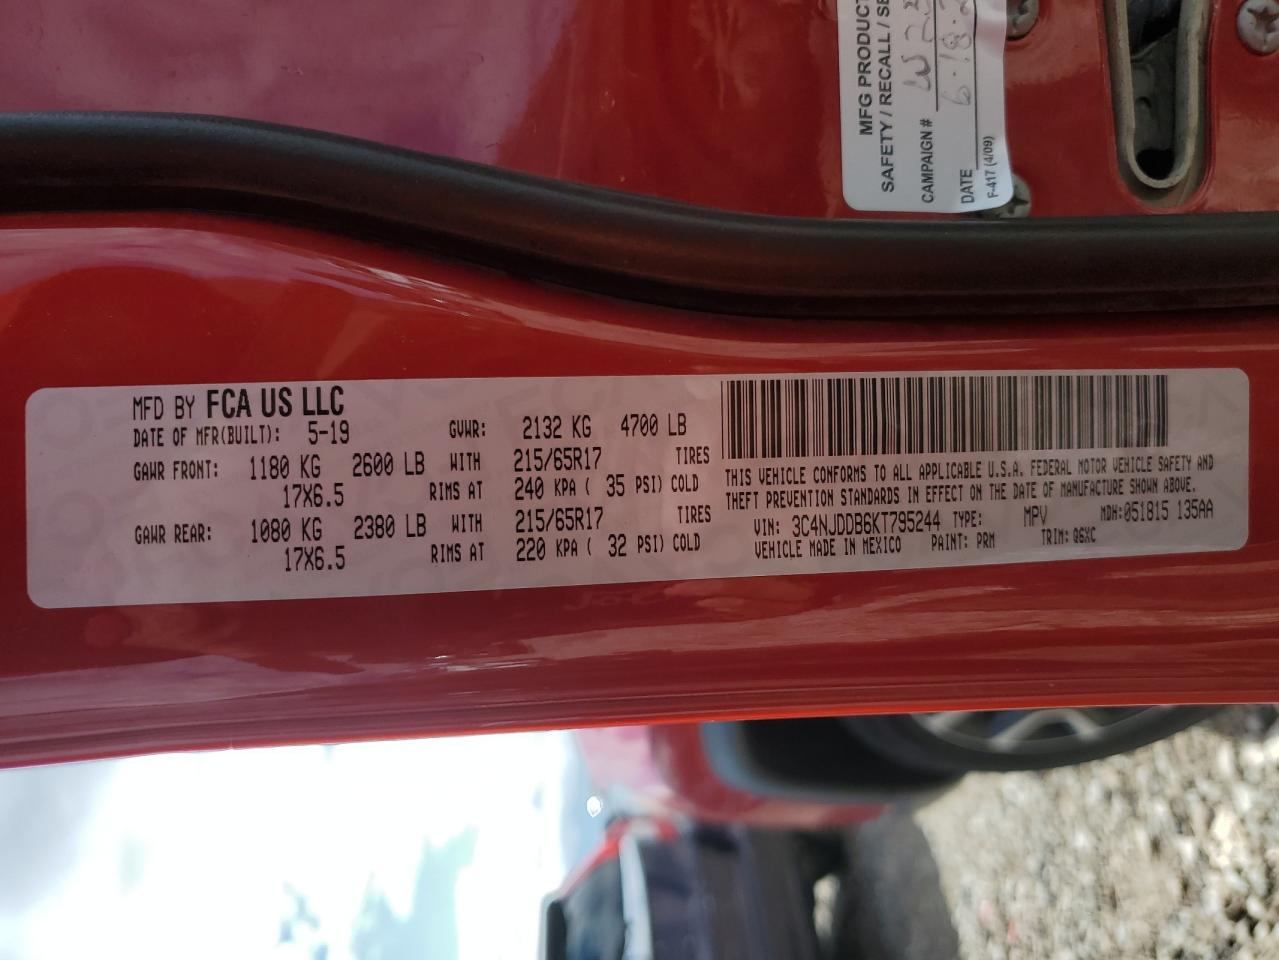 MFG PRODUCT
SAFETY / RECALL / SE
CAMPAIGN #
DATE 6-18-2
F-417 (4/09)
MFD BY FCA US LLC
DATE OF MFR(BUILT): 5-19 GVWR: 2132 KG 4700 LB
GAWR FRONT: 1180 KG 2600 LB WITH 215/65R17 TIRES
17X6.5 RIMS AT 240 KPA ( 35 PSI) COLD
GAWR REAR: 1080 KG 2380 LB WITH 215/65R17 TIRES
17X6.5 RIMS AT 220 KPA ( 32 PSI) COLD
THIS VEHICLE CONFORMS TO ALL APPLICABLE U.S.A. FEDERAL MOTOR VEHICLE SAFETY AND
THEFT PREVENTION STANDARDS IN EFFECT ON THE DATE OF MANUFACTURE SHOWN ABOVE.
VIN: 3C4NJDDB6KT795244 TYPE: MPV MDH:051815 135AA
VEHICLE MADE IN MEXICO PAINT: PRM TRIM: Q6XC